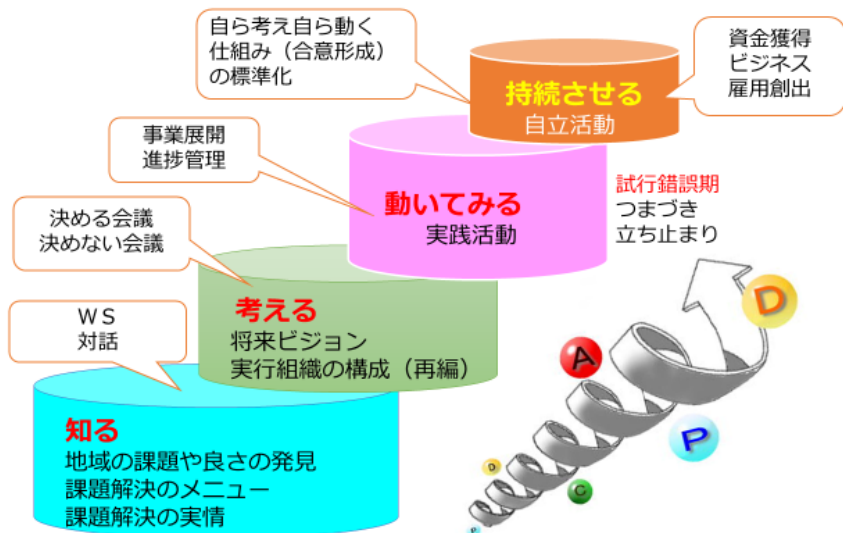 自ら考え自ら動く
仕組み（合意形成）
の標準化
資金獲得
ビジネス
雇用創出
持続させる
自立活動
事業展開
進捗管理
動いてみる
実践活動
試行錯誤期
つまづき
立ち止まり
決める会議
決めない会議
考える
将来ビジョン
実行組織の構成（再編）
ＷＳ
対話
知る
地域の課題や良さの発見
課題解決のメニュー
課題解決の実情
D
A
P
D
C
P